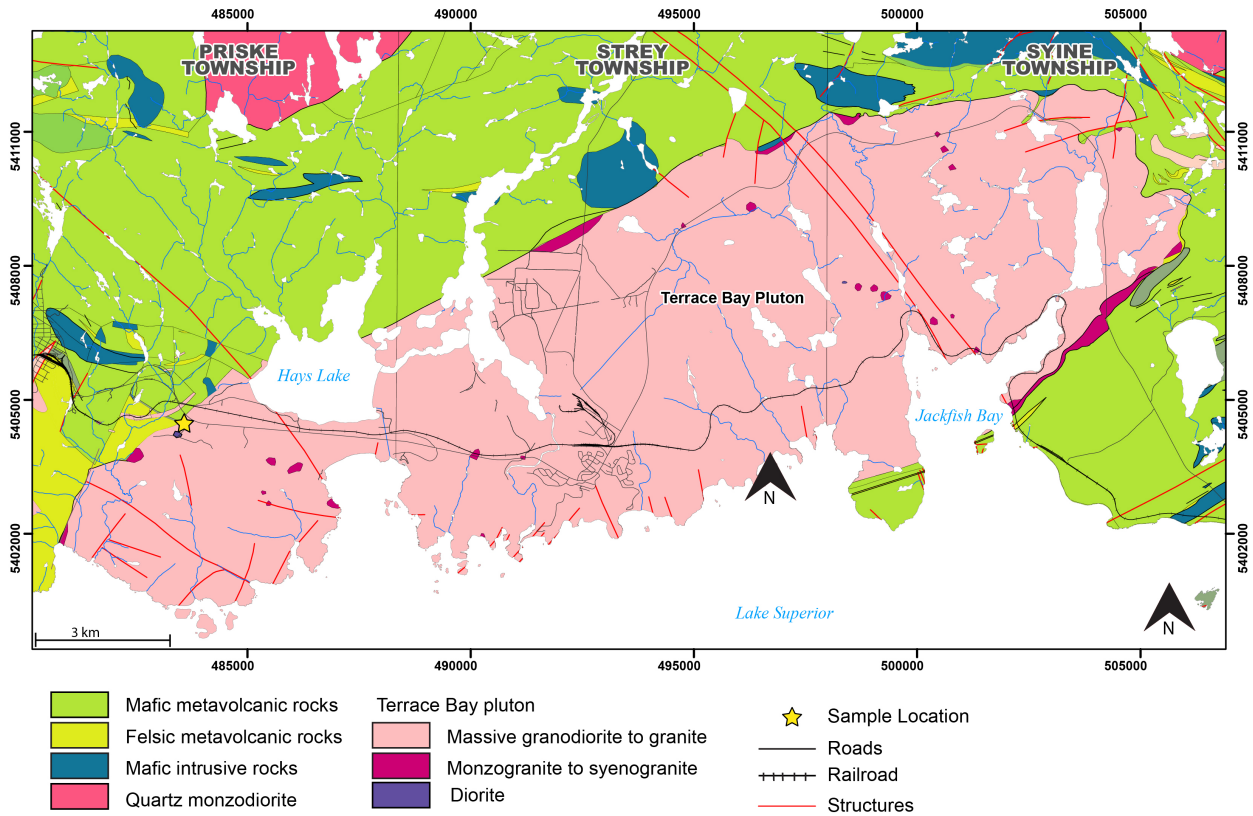 485000
490000
495000
500000
505000
PRISKE
TOWNSHIP
STREY
TOWNSHIP
SYINE
TOWNSHIP
5411000
5411000
5408000
5408000
Terrace Bay Pluton
Hays Lake
5405000
5405000
Jackfish Bay
N
5402000
5402000
Lake Superior
N
3 km
485000
490000
495000
500000
505000
Mafic metavolcanic rocks
Felsic metavolcanic rocks
Mafic intrusive rocks
Quartz monzodiorite
Terrace Bay pluton
Massive granodiorite to granite
Monzogranite to syenogranite
Diorite
Sample Location
Roads
Railroad
Structures